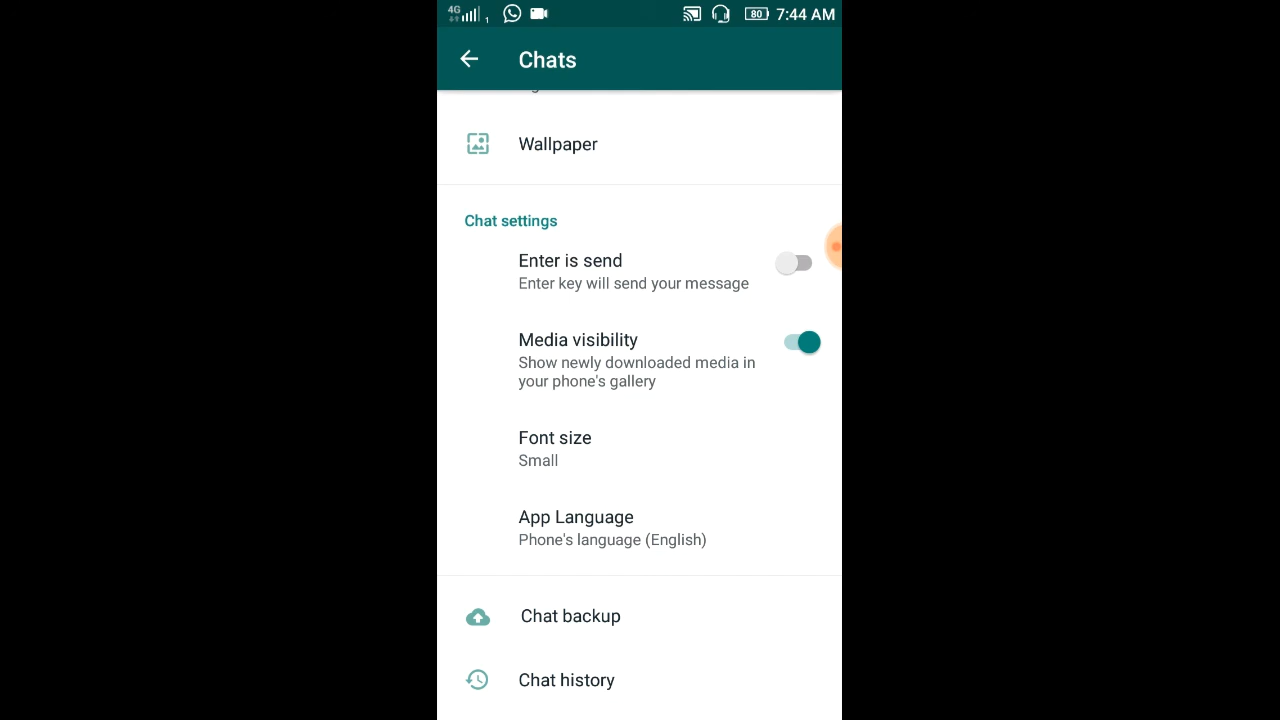 4G 1 80 7:44 AM
Chats
Wallpaper
Chat settings
Enter is send
Enter key will send your message
Media visibility
Show newly downloaded media in
your phone's gallery
Font size
Small
App Language
Phone's language (English)
Chat backup
Chat history